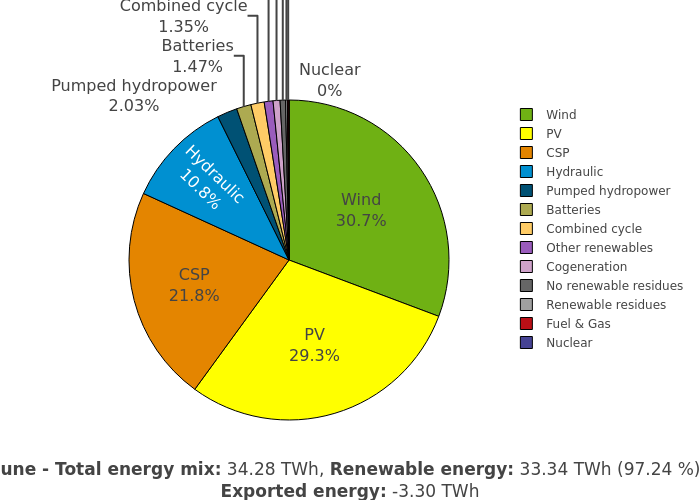 Combined cycle
1.35%
Batteries
1.47%
Pumped hydropower
2.03%
Nuclear
0%
Hydraulic
10.8%
Wind
30.7%
CSP
21.8%
PV
29.3%
Wind
PV
CSP
Hydraulic
Pumped hydropower
Batteries
Combined cycle
Other renewables
Cogeneration
No renewable residues
Renewable residues
Fuel & Gas
Nuclear
une - Total energy mix: 34.28 TWh, Renewable energy: 33.34 TWh (97.24 %)
Exported energy: -3.30 TWh